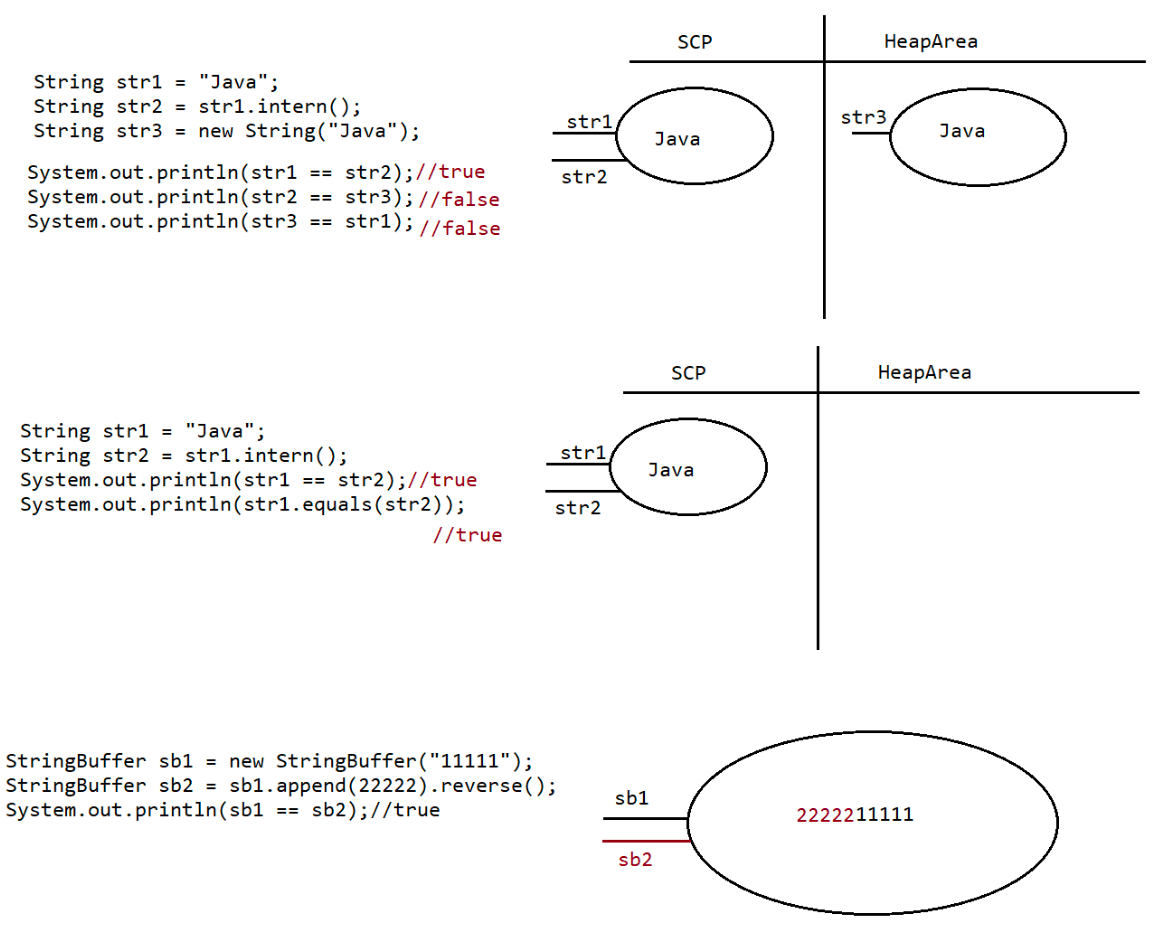 SCP HeapArea
String str1 = "Java";
String str2 = str1.intern();
String str3 = new String("Java");
str1 Java str3 Java
str2
System.out.println(str1 == str2);//true
System.out.println(str2 == str3);//false
System.out.println(str3 == str1);//false
SCP HeapArea
String str1 = "Java";
String str2 = str1.intern();
System.out.println(str1 == str2);//true
System.out.println(str1.equals(str2));
//true
str1 Java
str2
StringBuffer sb1 = new StringBuffer("11111");
StringBuffer sb2 = sb1.append(22222).reverse();
System.out.println(sb1 == sb2);//true
sb1 2222211111
sb2